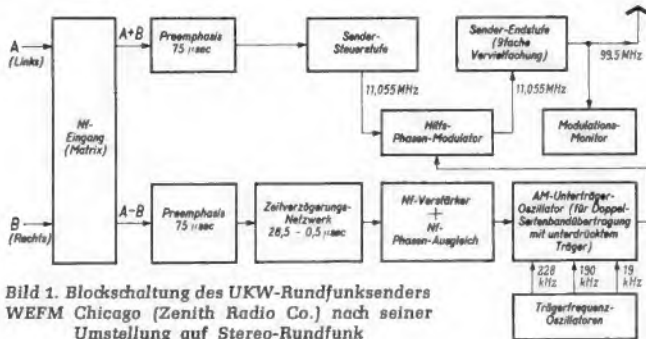 A
(Links)
B
(Rechts)
Nf-
Eingang
(Matrix)
A+B
A-B
Preemphasis
75 µsec
Sender-
Steuerstufe
11,055 MHz
Hilfs-
Phasen-Modulator
11,055 MHz
Sender-Endstufe
(9fache
Vervielfachung)
99,5 MHz
Modulations-
Monitor
Preemphasis
75 µsec
Zeitverzögerungs-
Netzwerk
28,5 - 0,5 µsec
Nf-Verstärker
+
Nf-
Phasen-Ausgleich
AM-Unterträger-
Oszillator (für Doppel-
Seitenbandübertragung
mit unterdrücktem
Träger)
228
kHz
190
kHz
19
kHz
Trägerfrequenz-
Oszillatoren
Bild 1. Blockschaltung des UKW-Rundfunksenders
WEFM Chicago (Zenith Radio Co.) nach seiner
Umstellung auf Stereo-Rundfunk